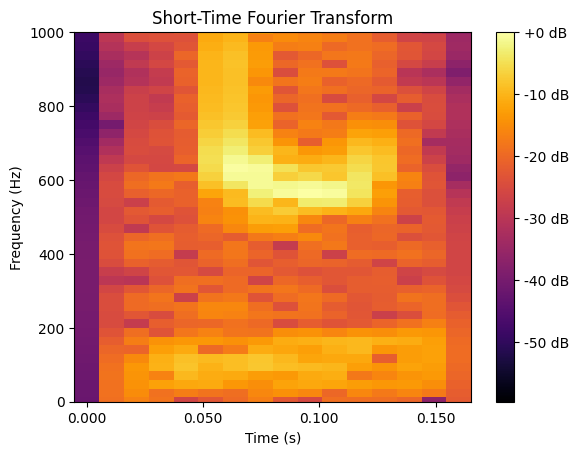 Short-Time Fourier Transform
1000
800
600
400
200
0
Frequency (Hz)
0.000
0.050
0.100
0.150
Time (s)
+0 dB
-10 dB
-20 dB
-30 dB
-40 dB
-50 dB